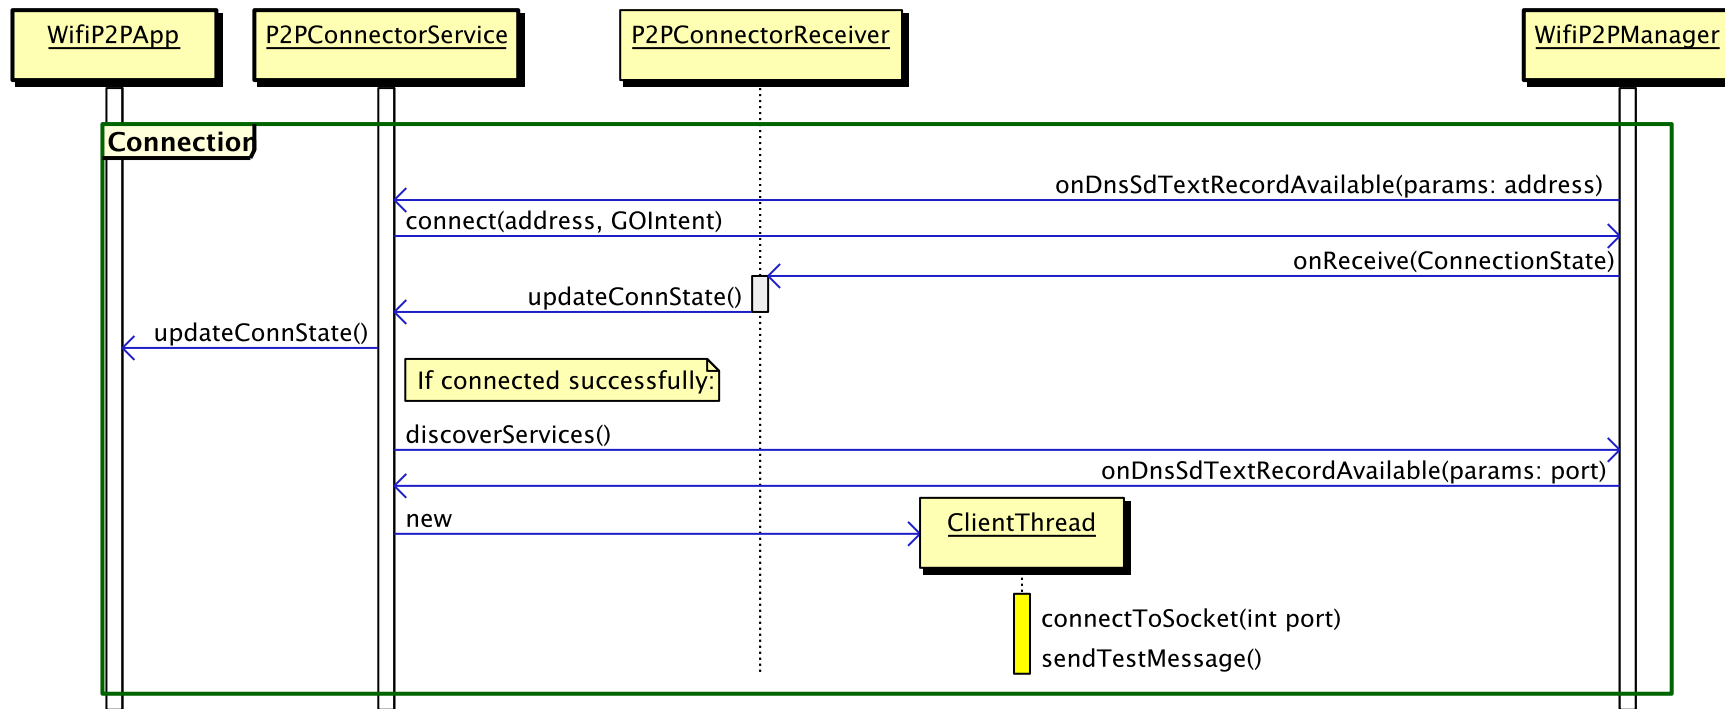 WifiP2PApp
P2PConnectorService
P2PConnectorReceiver
WifiP2PManager
Connection
onDnsSdTextRecordAvailable(params: address)
connect(address, GOIntent)
onReceive(ConnectionState)
updateConnState()
updateConnState()
If connected successfully:
discoverServices()
onDnsSdTextRecordAvailable(params: port)
new
ClientThread
connectToSocket(int port)
sendTestMessage()